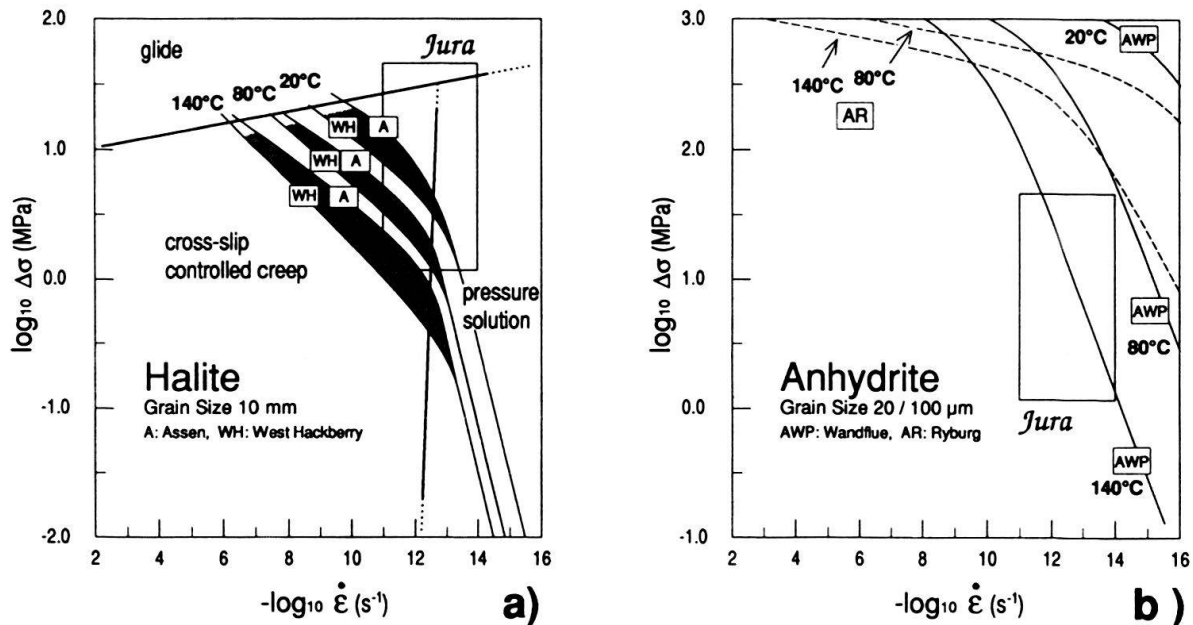 2.0
1.0
0.0
-1.0
-2.0
log₁₀ Δσ (MPa)
glide
Jura
20°C
80°C
140°C
WH
A
WH
A
WH
A
cross-slip
controlled creep
pressure
solution
Halite
Grain Size 10 mm
A: Assen, WH: West Hackberry
2
4
6
8
10
12
14
16
-log₁₀ ε̇ (s⁻¹)
a)
3.0
2.0
1.0
0.0
-1.0
log₁₀ Δσ (MPa)
20°C
AWP
140°C
80°C
AR
AWP
80°C
Anhydrite
Grain Size 20 / 100 µm
AWP: Wandflue, AR: Ryburg
Jura
AWP
140°C
2
4
6
8
10
12
14
16
-log₁₀ ε̇ (s⁻¹)
b )